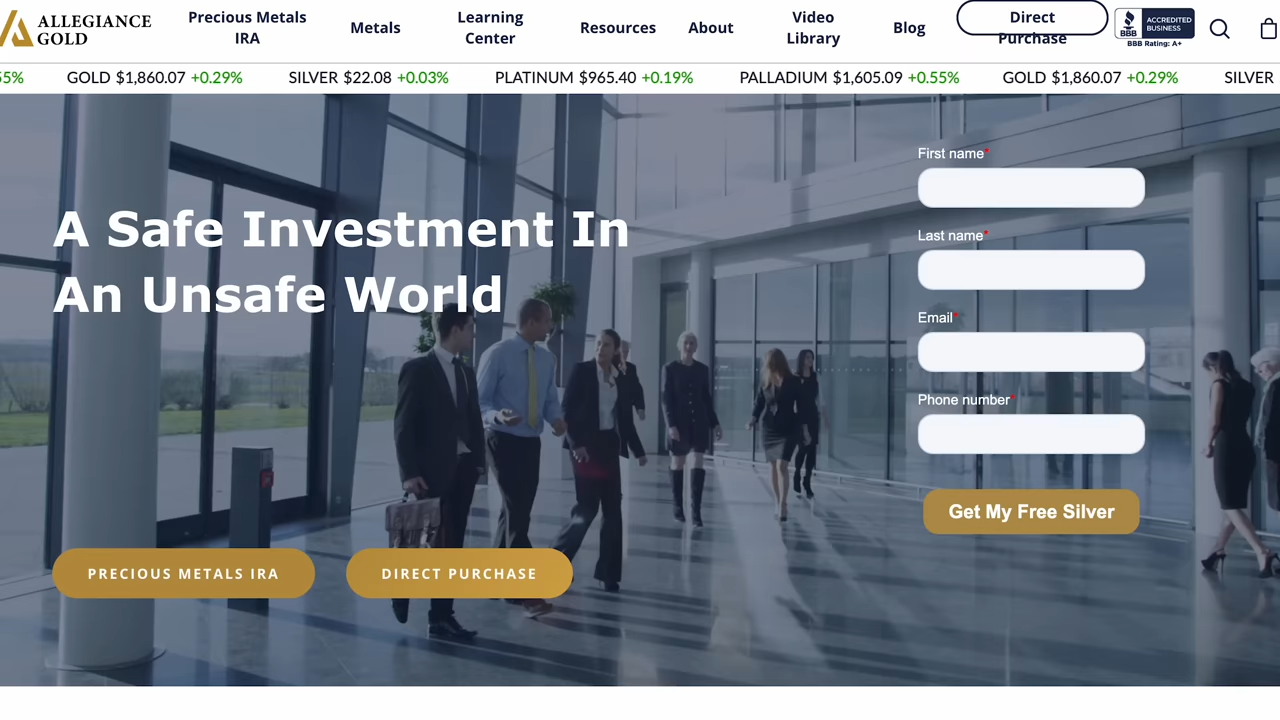 ALLEGIANCE
GOLD
Precious Metals
IRA
Metals
Learning
Center
Resources
About
Video
Library
Blog
Direct
Purchase
BBB
ACCREDITED
BUSINESS
BBB Rating: A+
55% GOLD $1,860.07 +0.29% SILVER $22.08 +0.03% PLATINUM $965.40 +0.19% PALLADIUM $1,605.09 +0.55% GOLD $1,860.07 +0.29% SILVER
A Safe Investment In
An Unsafe World
First name*
Last name*
Email*
Phone number*
Get My Free Silver
PRECIOUS METALS IRA
DIRECT PURCHASE